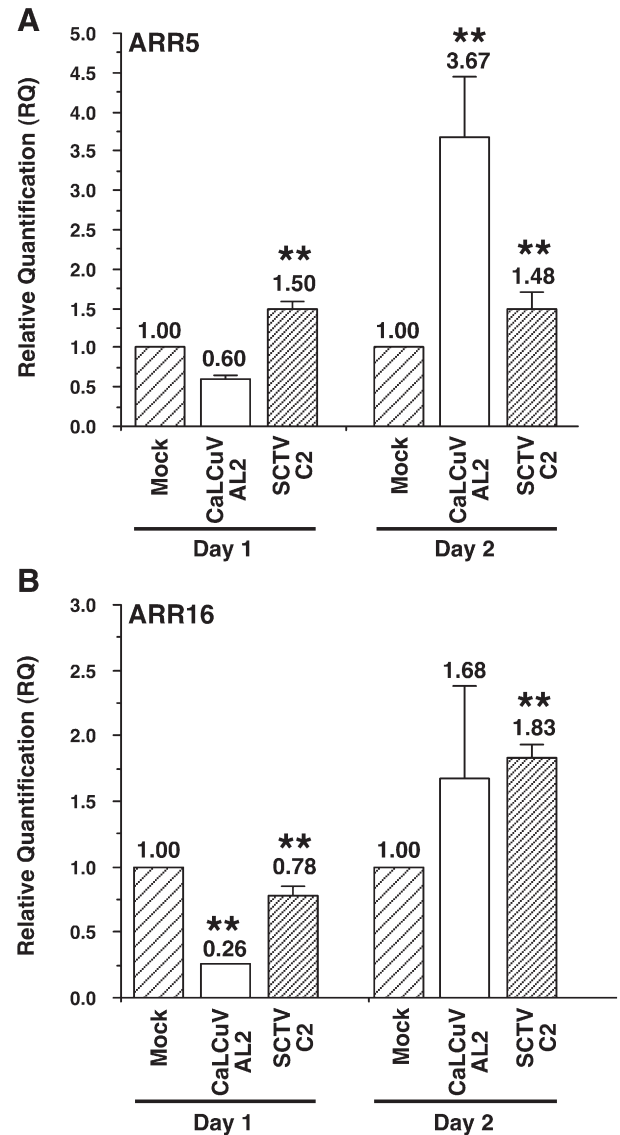 A
ARR5
Relative Quantification (RQ)
5.0
4.5
4.0
3.5
3.0
2.5
2.0
1.5
1.0
0.5
0.0
1.00
0.60
**
1.50
1.00
**
3.67
**
1.48
Mock
CaLCuV
AL2
SCTV
C2
Mock
CaLCuV
AL2
SCTV
C2
Day 1
Day 2
B
ARR16
Relative Quantification (RQ)
3.0
2.5
2.0
1.5
1.0
0.5
0.0
1.00
**
0.26
**
0.78
1.00
1.68
**
1.83
Mock
CaLCuV
AL2
SCTV
C2
Mock
CaLCuV
AL2
SCTV
C2
Day 1
Day 2